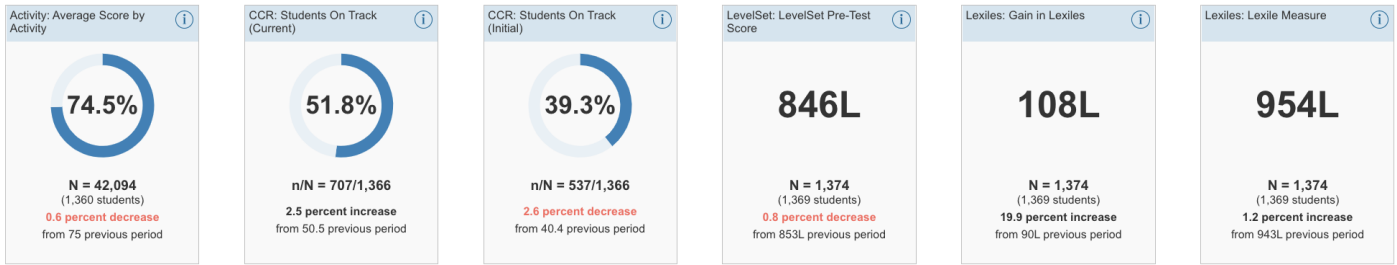 Activity: Average Score by
Activity
74.5%
N = 42,094
(1,360 students)
0.6 percent decrease
from 75 previous period
CCR: Students On Track
(Current)
51.8%
n/N = 707/1,366
2.5 percent increase
from 50.5 previous period
CCR: Students On Track
(Initial)
39.3%
n/N = 537/1,366
2.6 percent decrease
from 40.4 previous period
LevelSet: LevelSet Pre-Test
Score
846L
N = 1,374
(1,369 students)
0.8 percent decrease
from 853L previous period
Lexiles: Gain in Lexiles
108L
N = 1,374
(1,369 students)
19.9 percent increase
from 90L previous period
Lexiles: Lexile Measure
954L
N = 1,374
(1,369 students)
1.2 percent increase
from 943L previous period